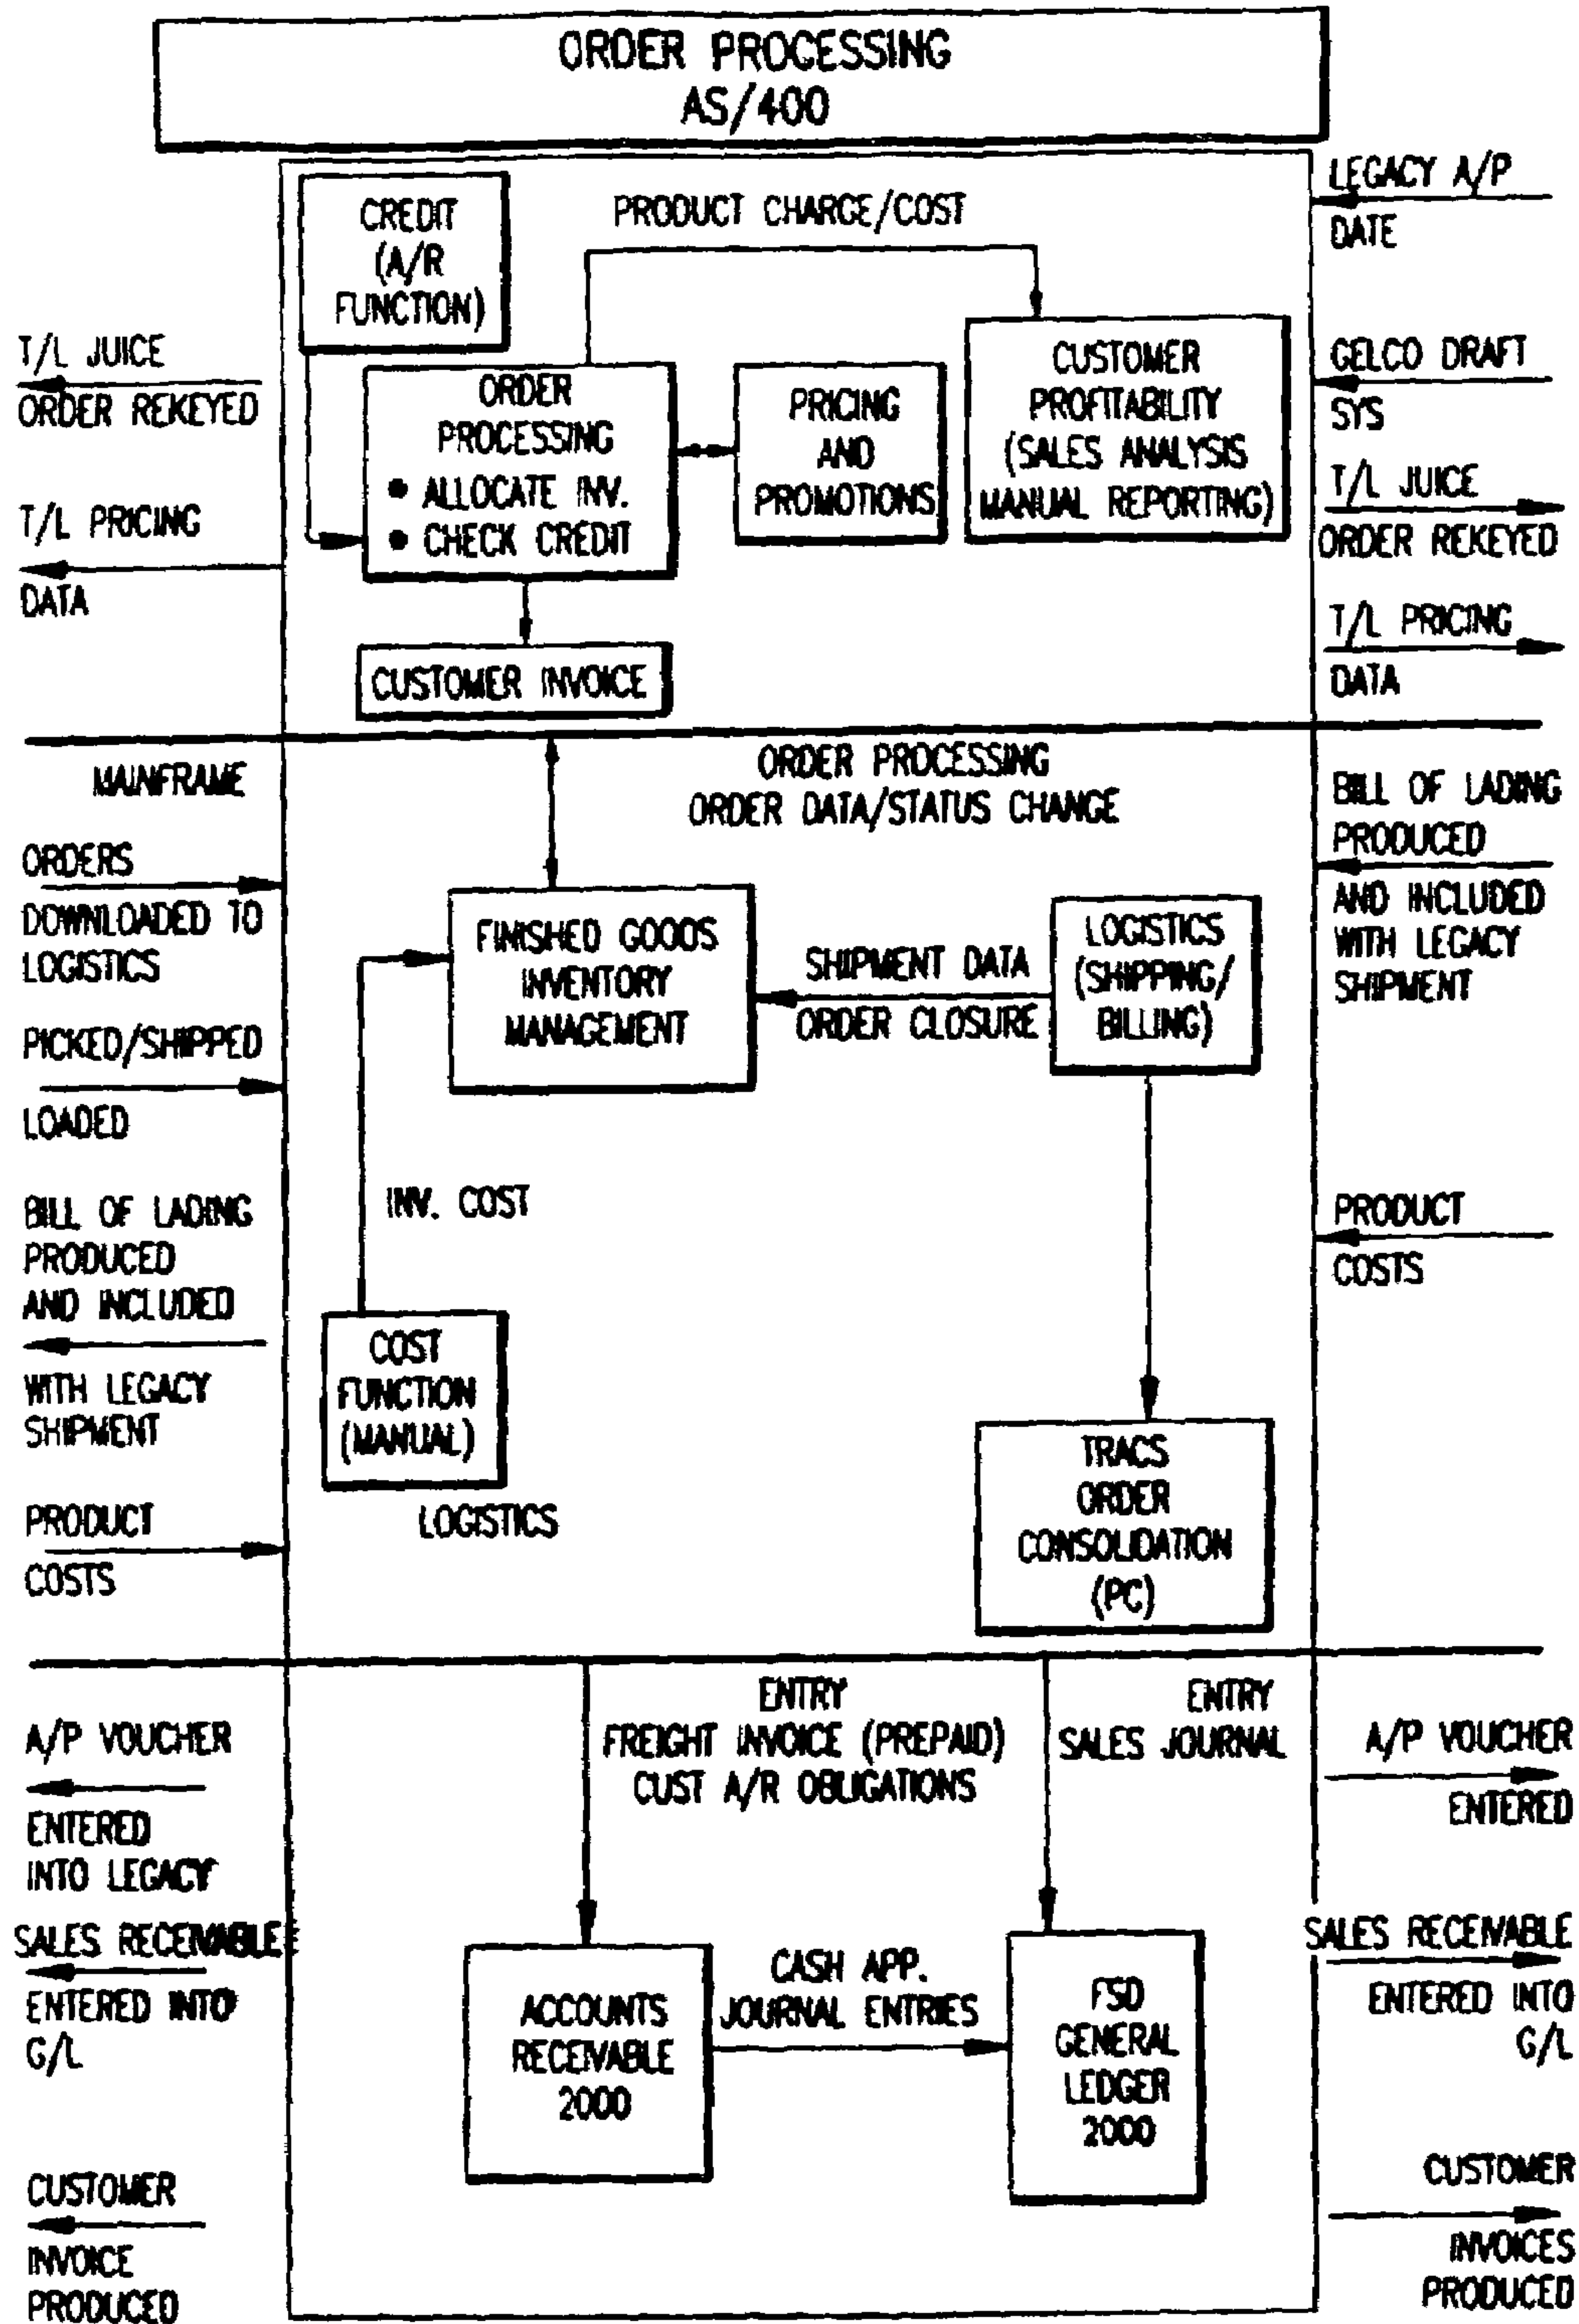 ORDER PROCESSING
AS/400
CREDIT
(A/R
FUNCTION)
PRODUCT CHARGE/COST
LEGACY A/P
DATE
T/L JUICE
ORDER REKEYED
ORDER
PROCESSING
• ALLOCATE INV.
• CHECK CREDIT
PRICING
AND
PROMOTIONS
CUSTOMER
PROFITABILITY
(SALES ANALYSIS
MANUAL REPORTING)
GELCO DRAFT
SYS
T/L JUICE
ORDER REKEYED
T/L PRICING
DATA
T/L PRICING
DATA
CUSTOMER INVOICE
MAINFRAME
ORDER PROCESSING
ORDER DATA/STATUS CHANGE
BILL OF LADING
PRODUCED
AND INCLUDED
WITH LEGACY
SHIPMENT
ORDERS
DOWNLOADED TO
LOGISTICS
FINISHED GOODS
INVENTORY
MANAGEMENT
SHIPMENT DATA
ORDER CLOSURE
LOGISTICS
(SHIPPING/
BILLING)
PICKED/SHIPPED
LOADED
BILL OF LADING
PRODUCED
AND INCLUDED
WITH LEGACY
SHIPMENT
INV. COST
PRODUCT
COSTS
COST
FUNCTION
(MANUAL)
LOGISTICS
TRACS
ORDER
CONSOLIDATION
(PC)
PRODUCT
COSTS
A/P VOUCHER
ENTERED
INTO LEGACY
ENTRY
FREIGHT INVOICE (PREPAID)
CUST A/R OBLIGATIONS
ENTRY
SALES JOURNAL
A/P VOUCHER
ENTERED
SALES RECEIVABLE
ENTERED INTO
G/L
ACCOUNTS
RECEIVABLE
2000
CASH APP.
JOURNAL ENTRIES
FSD
GENERAL
LEDGER
2000
SALES RECEIVABLE
ENTERED INTO
G/L
CUSTOMER
INVOICE
PRODUCED
CUSTOMER
INVOICES
PRODUCED